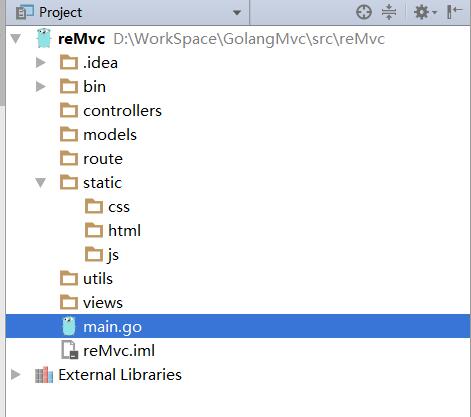 Project
reMvc D:\WorkSpace\GolangMvc\src\reMvc
.idea
bin
controllers
models
route
static
css
html
js
utils
views
main.go
reMvc.iml
External Libraries